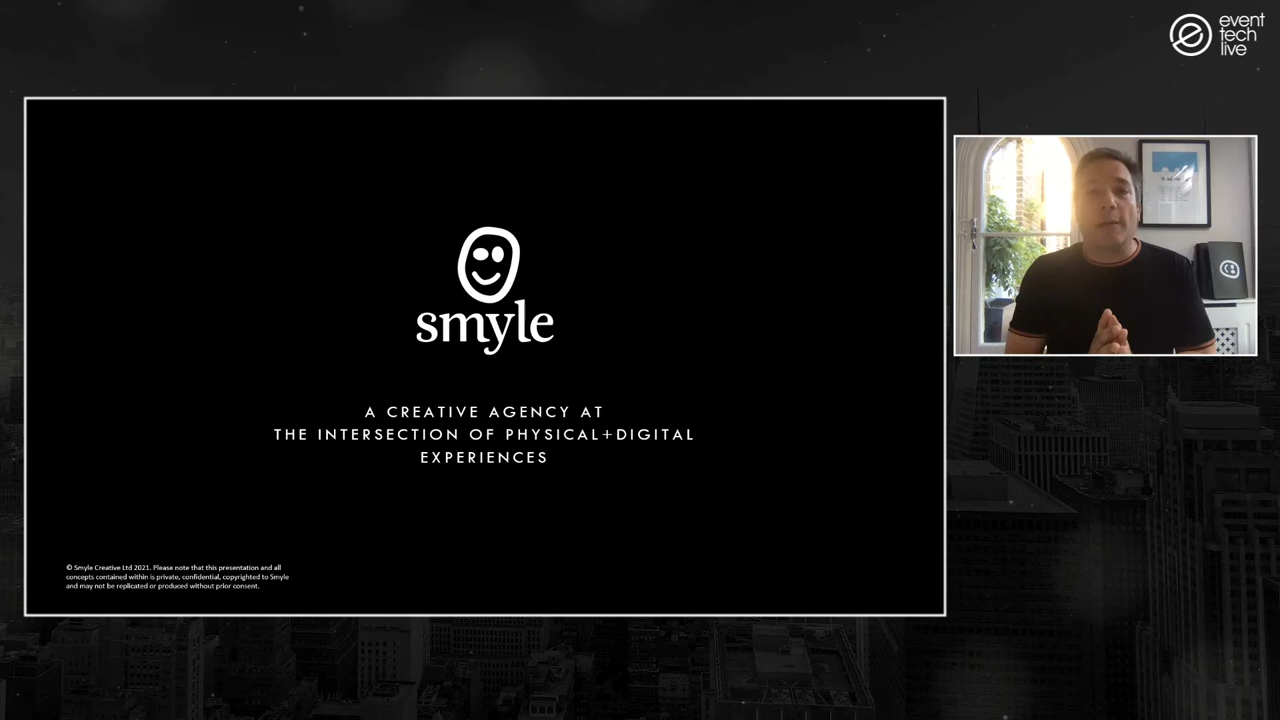 event
tech
live
smyle
A CREATIVE AGENCY AT
THE INTERSECTION OF PHYSICAL+DIGITAL
EXPERIENCES
© Smyle Creative Ltd 2021. Please note that this presentation and all
concepts contained within is private, confidential, copyrighted to Smyle
and may not be replicated or produced without prior consent.